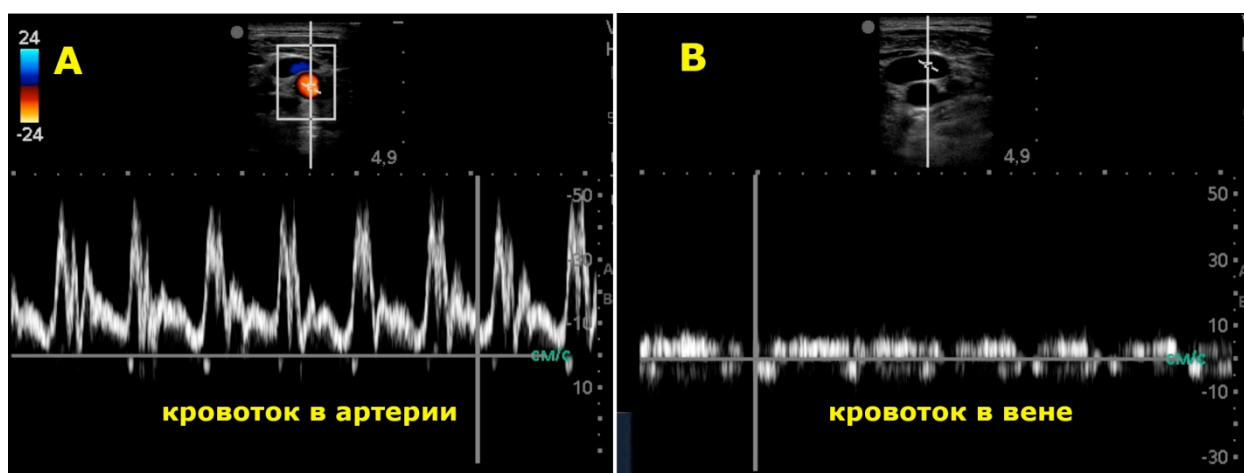 24
A
-24
4,9
-50
-30
-10
см/с
10
кровоток в артерии
B
4,9
50
30
10
см/с
-10
-30
кровоток в вене